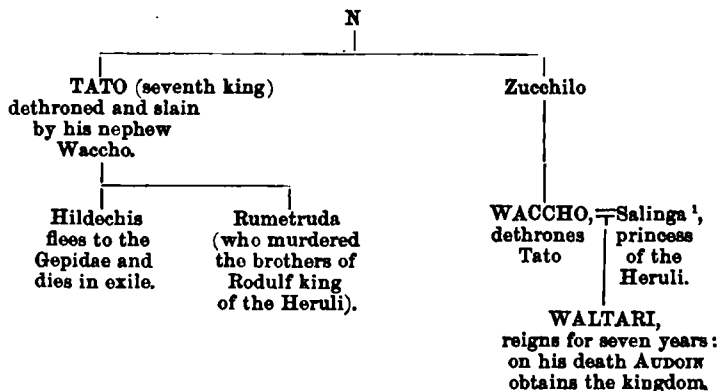 N
TATO (seventh king)
dethroned and slain
by his nephew
Waccho.
Zucchilo
Hildechis
flees to the
Gepidae and
dies in exile.
Rumetruda
(who murdered
the brothers of
Rodulf king
of the Heruli).
WACCHO,
dethrones
Tato
Salinga ¹,
princess
of the
Heruli.
WALTARI,
reigns for seven years:
on his death AUDOIN
obtains the kingdom.